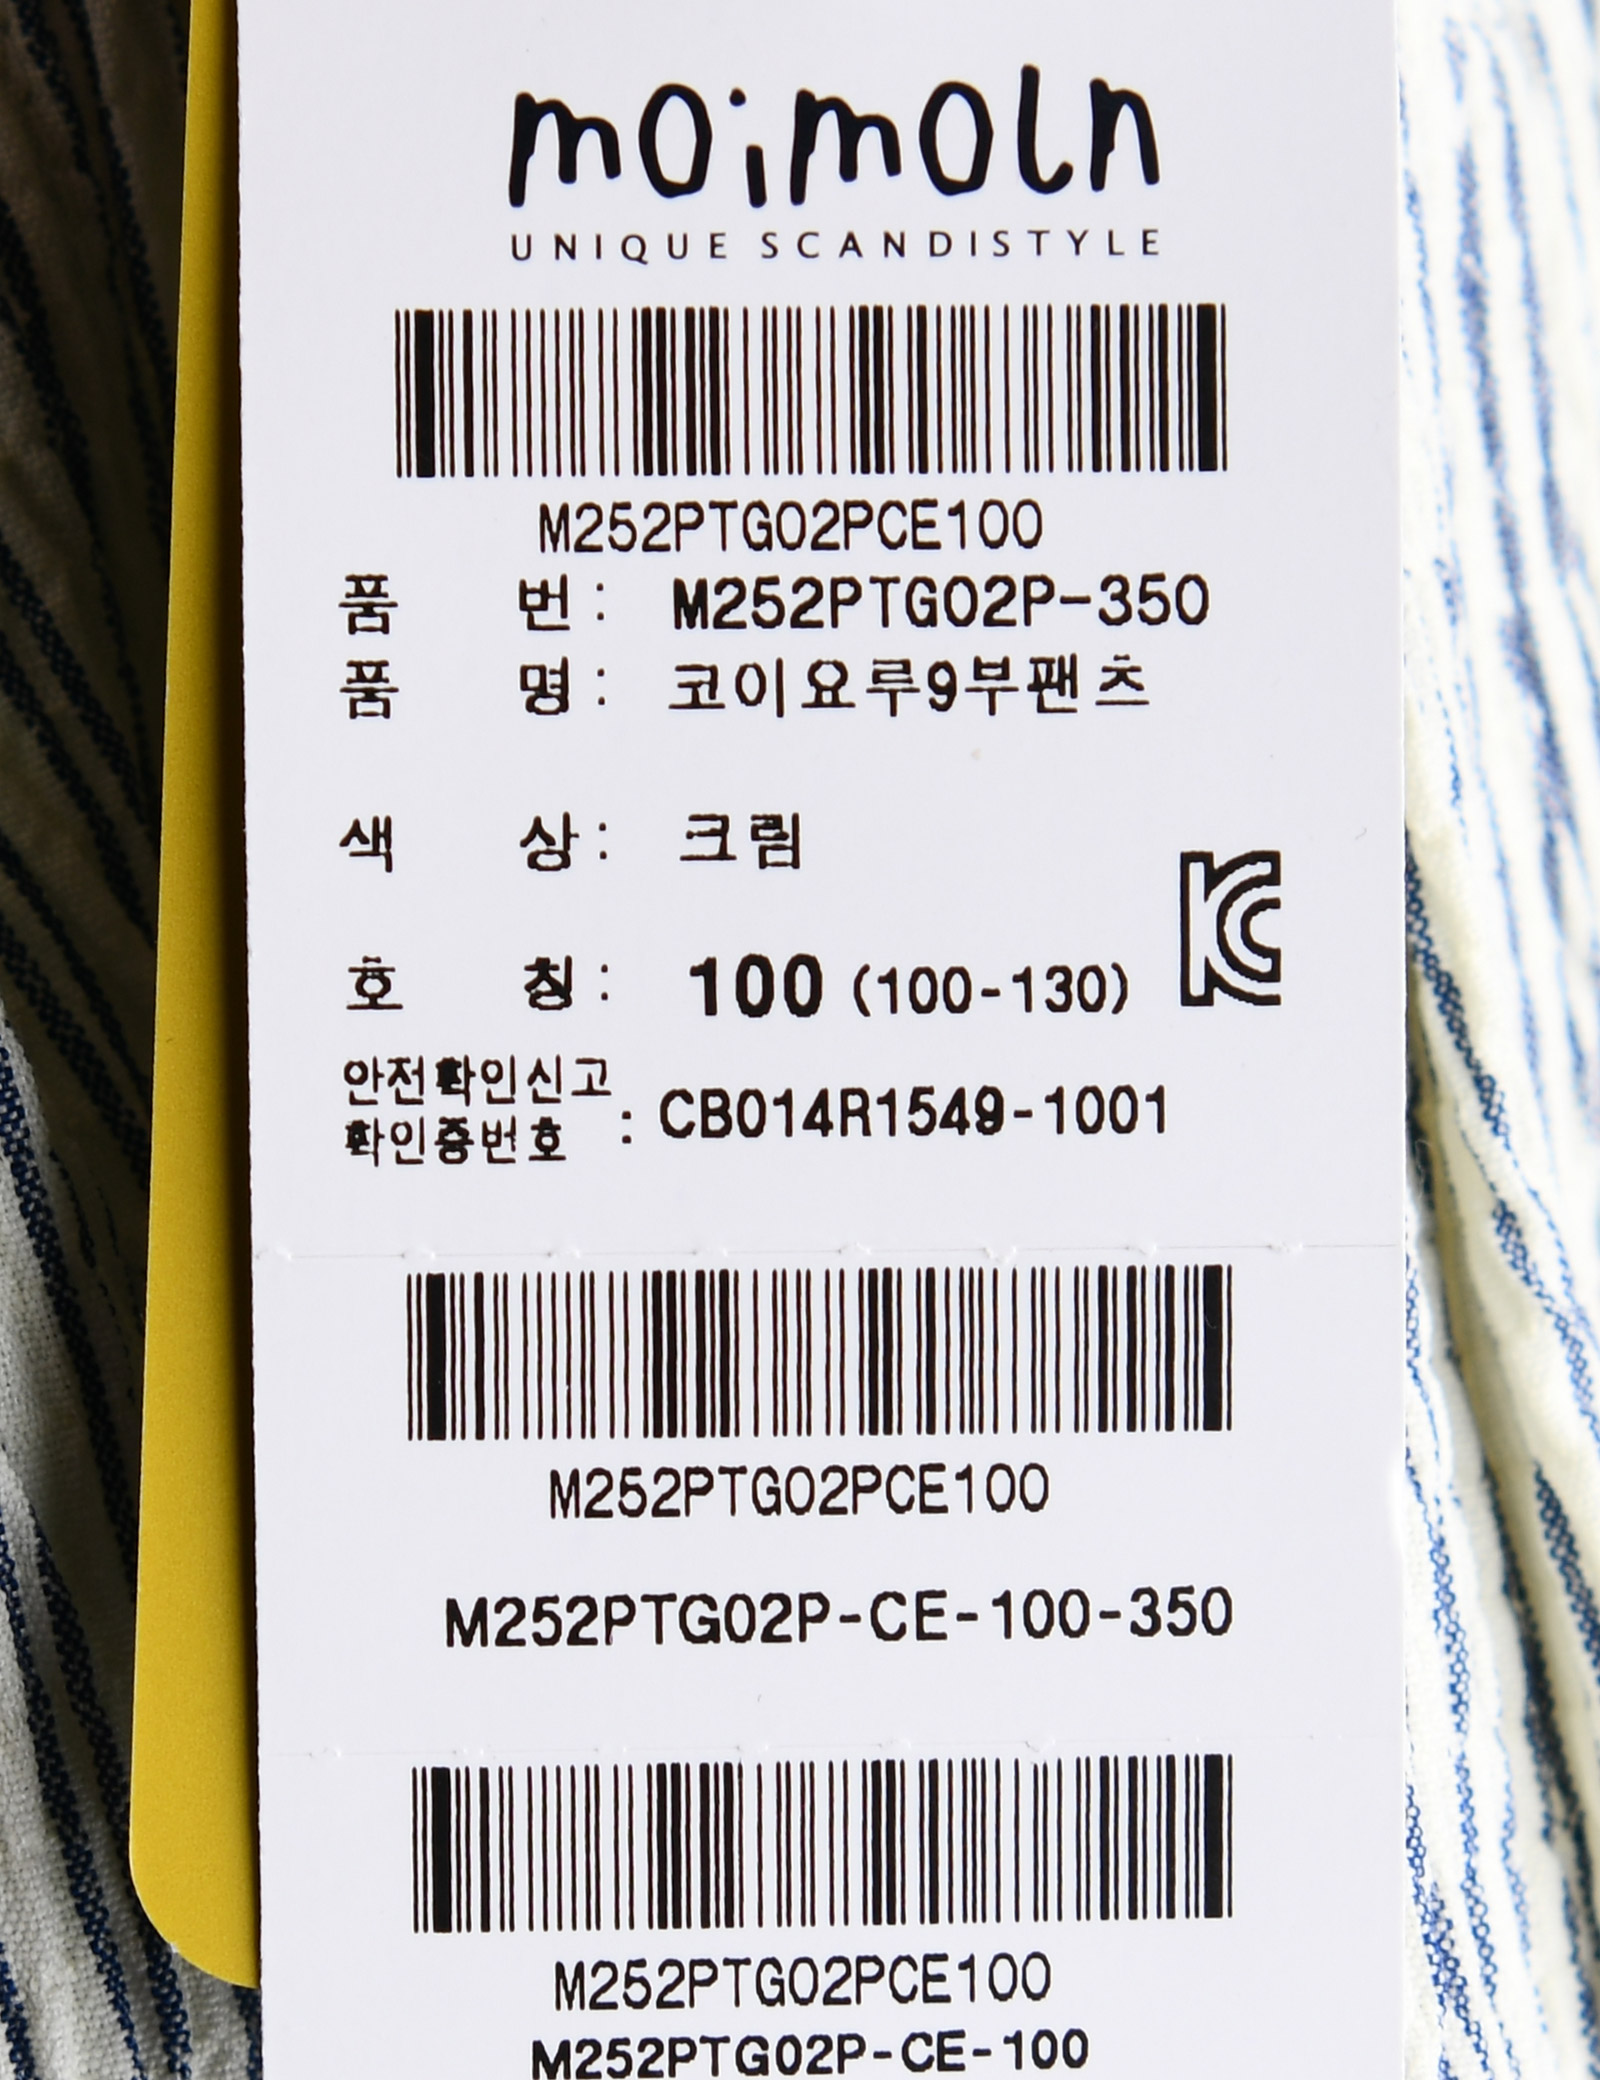 moimoln
UNIQUE SCANDISTYLE
M252PTG02PCE100
품 번 : M252PTG02P-350
품 명 : 코이요루9부팬츠
색 상 : 크림
호 칭 : 100 (100-130)
KC
안전확인신고
확인증번호 : CB014R1549-1001
M252PTG02PCE100
M252PTG02P-CE-100-350
M252PTG02PCE100
M252PTG02P-CE-100